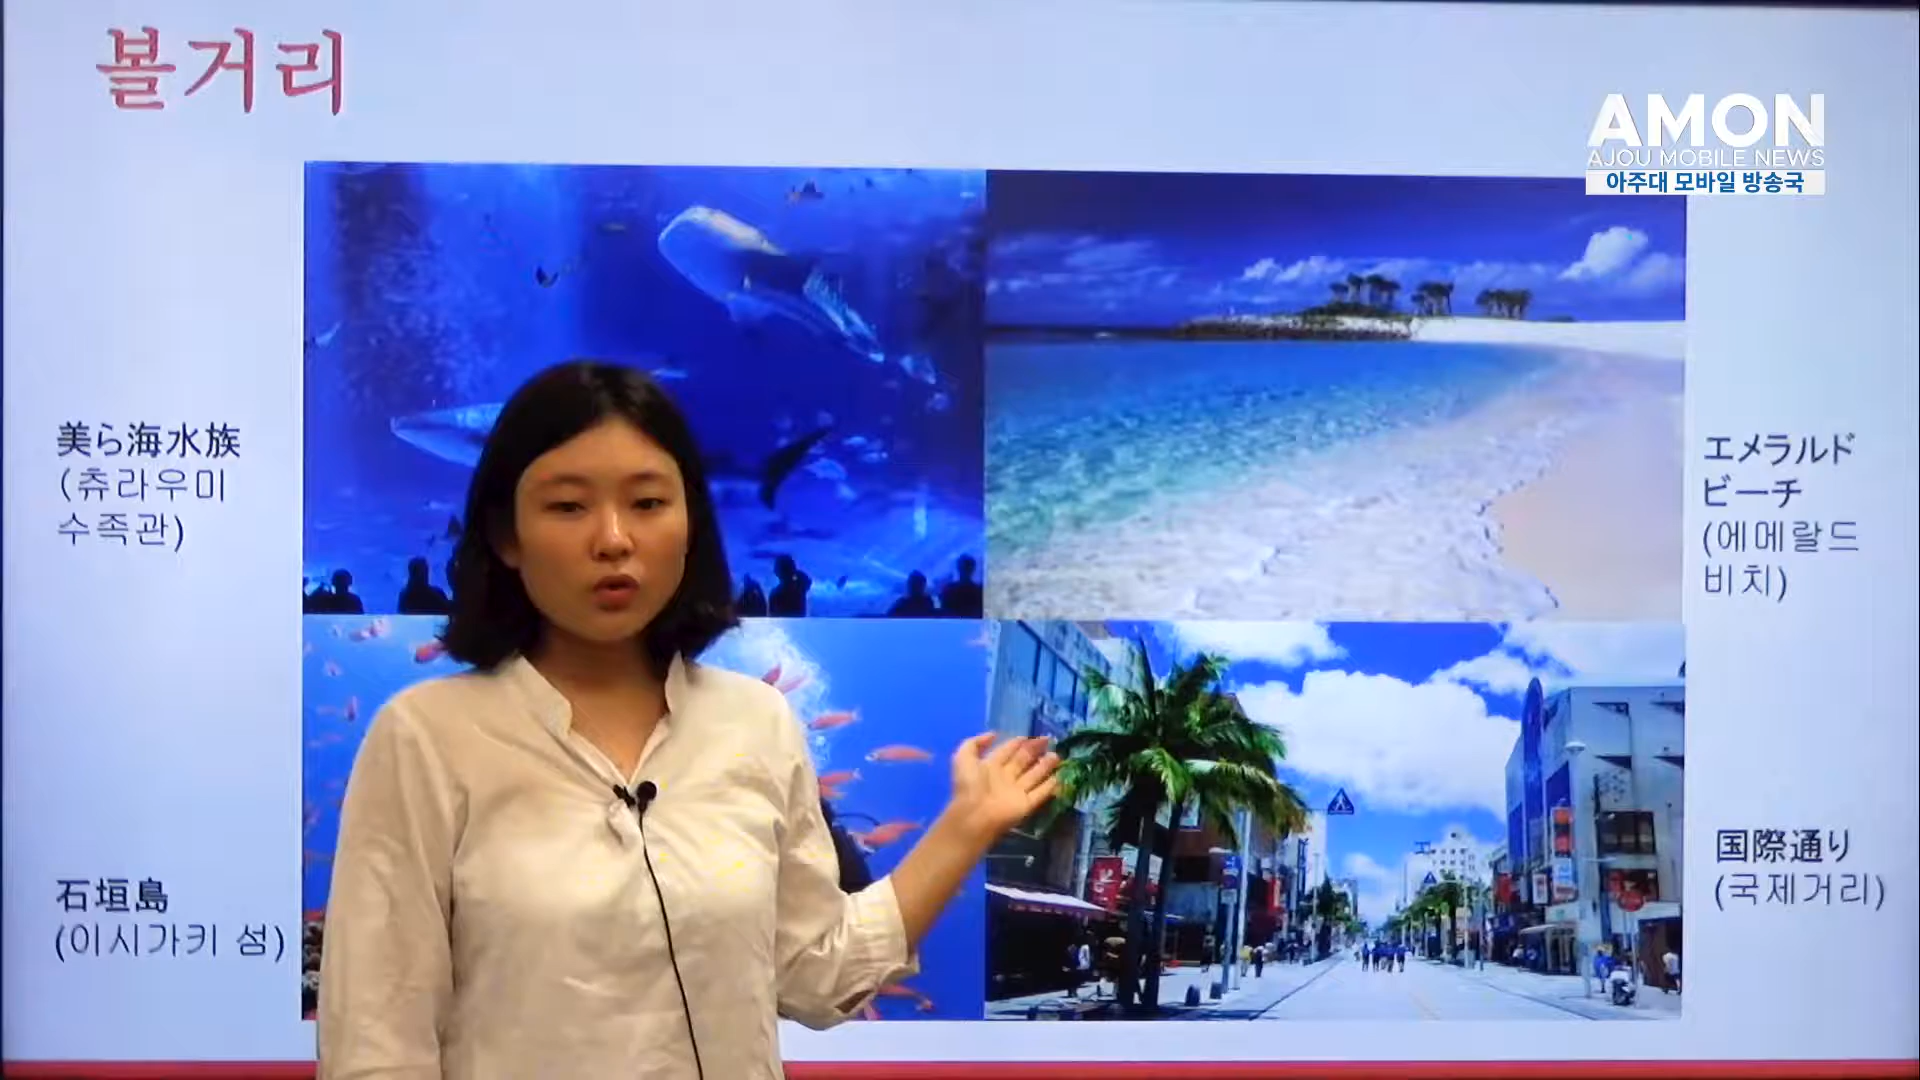 볼거리
AMON
AJOU MOBILE NEWS
아주대 모바일 방송국
美ら海水族
(츄라우미
수족관)
エメラルド
ビーチ
(에메랄드
비치)
石垣島
(이시가키 섬)
国際通り
(국제거리)